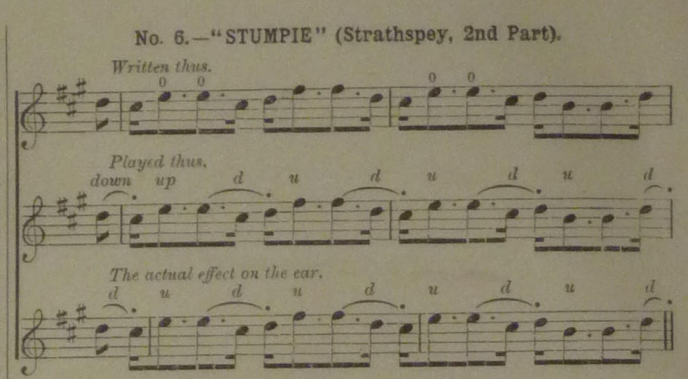 No. 6.—"STUMPIE" (Strathspey, 2nd Part).
Written thus.
0 0 0 0
Played thus.
down up d u d u d u d
The actual effect on the ear.
d u d u d u d u d